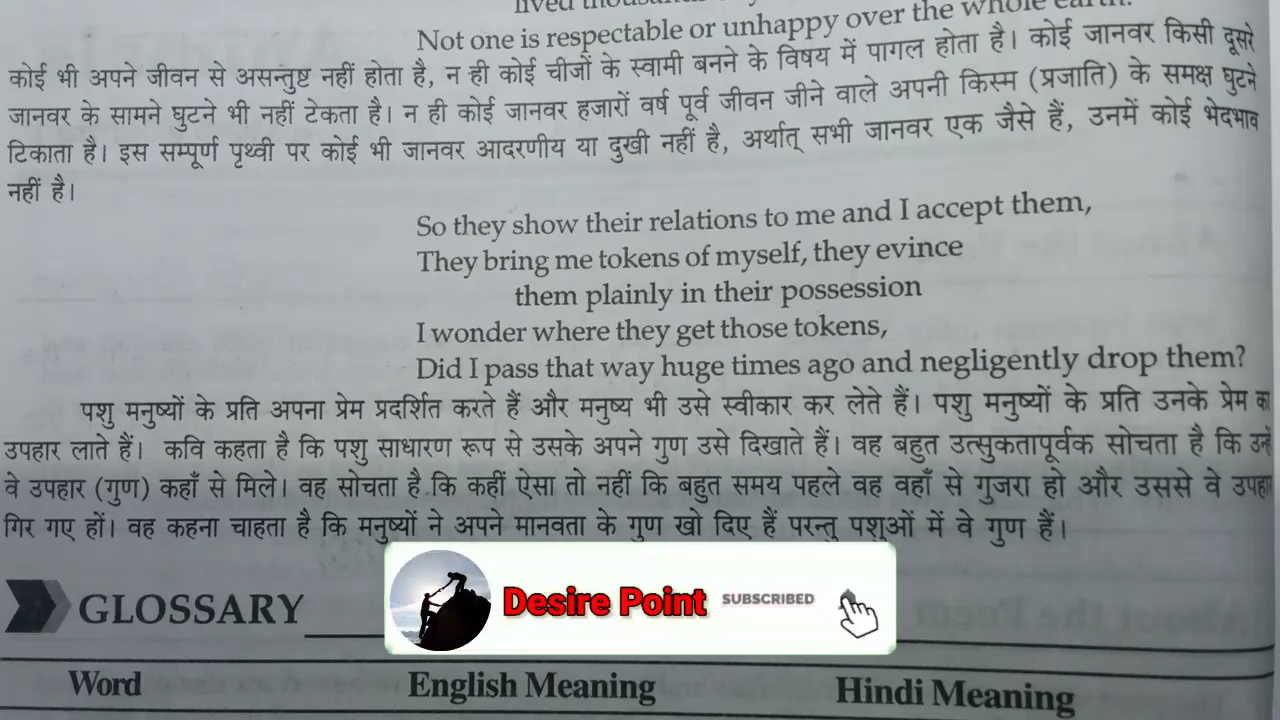 lived
Not one is respectable or unhappy over the whole earth.
कोई भी अपने जीवन से असन्तुष्ट नहीं होता है, न ही कोई चीजों के स्वामी बनने के विषय में पागल होता है। कोई जानवर किसी दूसरे
जानवर के सामने घुटने भी नहीं टेकता है। न ही कोई जानवर हजारों वर्ष पूर्व जीवन जीने वाले अपनी किस्म (प्रजाति) के समक्ष घुटने
टिकाता है। इस सम्पूर्ण पृथ्वी पर कोई भी जानवर आदरणीय या दुखी नहीं है, अर्थात् सभी जानवर एक जैसे हैं, उनमें कोई भेदभाव
नहीं है।
So they show their relations to me and I accept them,
They bring me tokens of myself, they evince
them plainly in their possession
I wonder where they get those tokens,
Did I pass that way huge times ago and negligently drop them?
पशु मनुष्यों के प्रति अपना प्रेम प्रदर्शित करते हैं और मनुष्य भी उसे स्वीकार कर लेते हैं। पशु मनुष्यों के प्रति उनके प्रेम का
उपहार लाते हैं। कवि कहता है कि पशु साधारण रूप से उसके अपने गुण उसे दिखाते हैं। वह बहुत उत्सुकतापूर्वक सोचता है कि उन्हें
वे उपहार (गुण) कहाँ से मिले। वह सोचता है कि कहीं ऐसा तो नहीं कि बहुत समय पहले वह वहाँ से गुजरा हो और उससे वे उपहार
गिर गए हों। वह कहना चाहता है कि मनुष्यों ने अपने मानवता के गुण खो दिए हैं परन्तु पशुओं में वे गुण हैं।
Desire Point SUBSCRIBED
GLOSSARY
Word English Meaning Hindi Meaning